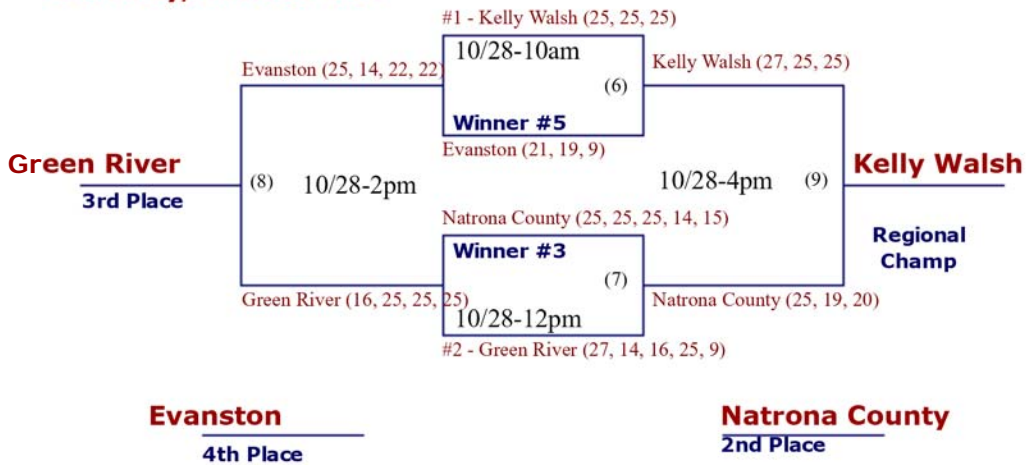 #1 - Kelly Walsh (25, 25, 25)
10/28-10am
Evanston (25, 14, 22, 22)
Kelly Walsh (27, 25, 25)
(6)
Winner #5
Evanston (21, 19, 9)
Green River
Kelly Walsh
(8)
10/28-2pm
10/28-4pm
(9)
3rd Place
Natrona County (25, 25, 25, 14, 15)
Winner #3
Regional
Champ
(7)
Green River (16, 25, 25, 25)
Natrona County (25, 19, 20)
10/28-12pm
#2 - Green River (27, 14, 16, 25, 9)
Evanston
Natrona County
4th Place
2nd Place